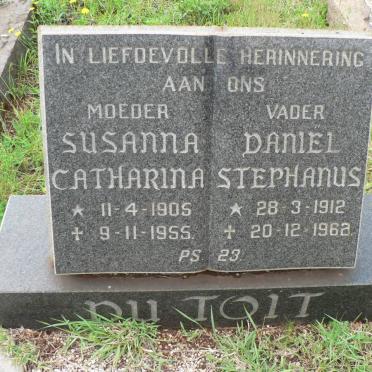 IN LIEFDEVOLLE HERINNERING
AAN ONS
MOEDER
SUSANNA
CATHARINA
★ 11-4-1905
✝ 9-11-1955
VADER
DANIEL
STEPHANUS
★ 28-3-1912
✝ 20-12-1962
PS. 23.
DU TOIT